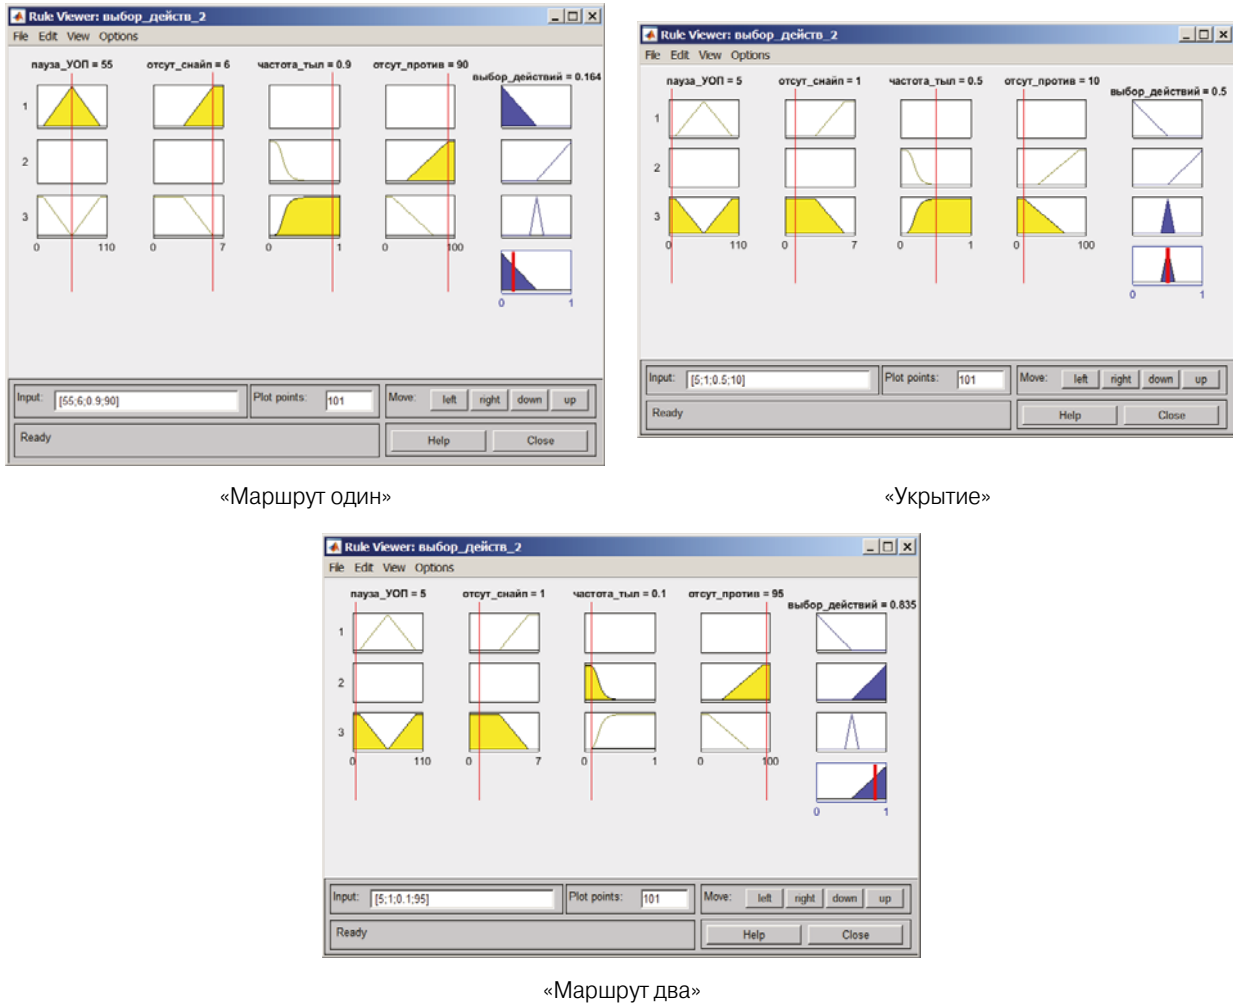 Rule Viewer: выбор_действ_2
File Edit View Options
пауза_УОП = 55 отсут_снайп = 6 частота_тыл = 0.9 отсут_против = 90
выбор_действий = 0.164
1
2
3
0 110 0 7 0 1 0 100
0 1
Input: [55;6;0.9;90] Plot points: 101 Move: left right down up
Ready Help Close
«Маршрут один»
Rule Viewer: выбор_действ_2
File Edit View Options
пауза_УОП = 5 отсут_снайп = 1 частота_тыл = 0.5 отсут_против = 10
выбор_действий = 0.5
1
2
3
0 110 0 7 0 1 0 100
0 1
Input: [5;1;0.5;10] Plot points: 101 Move: left right down up
Ready Help Close
«Укрытие»
Rule Viewer: выбор_действ_2
File Edit View Options
пауза_УОП = 5 отсут_снайп = 1 частота_тыл = 0.1 отсут_против = 95
выбор_действий = 0.835
1
2
3
0 110 0 7 0 1 0 100
0 1
Input: [5;1;0.1;95] Plot points: 101 Move: left right down up
Ready Help Close
«Маршрут два»